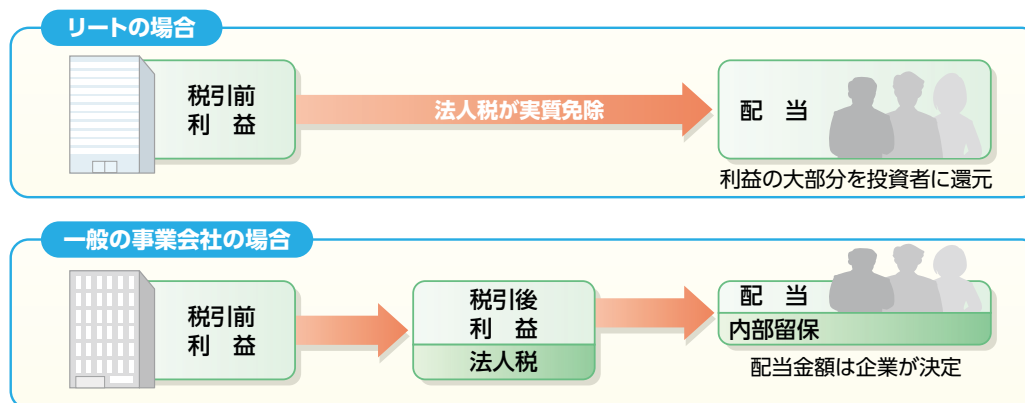 リートの場合
税引前
利　益
法人税が実質免除
配　当
利益の大部分を投資者に還元
一般の事業会社の場合
税引前
利　益
税引後
利　益
法人税
配　当
内部留保
配当金額は企業が決定